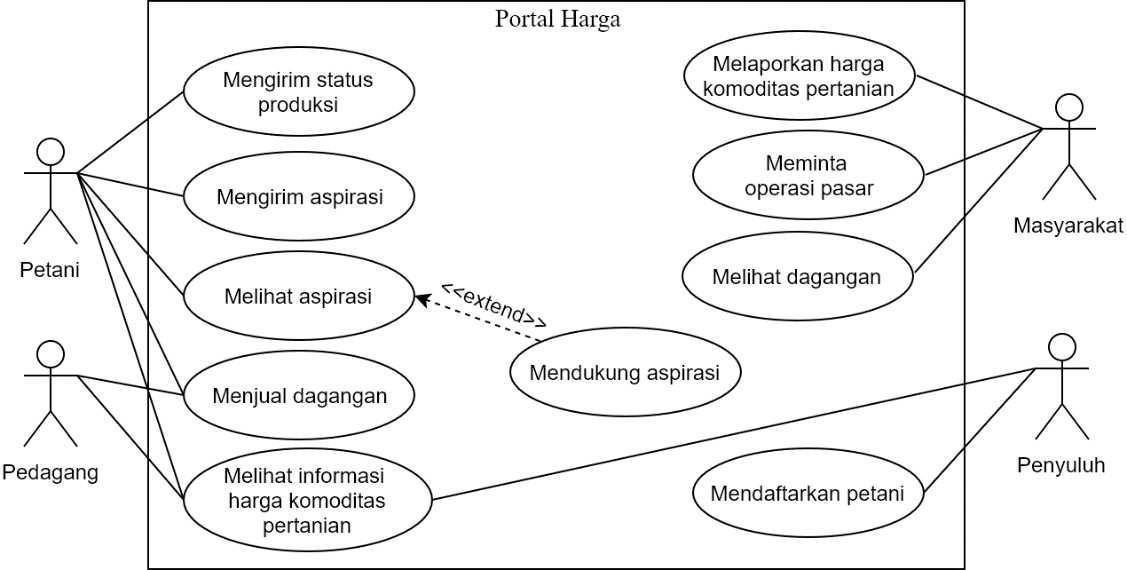 Portal Harga
Mengirim status
produksi
Mengirim aspirasi
Melihat aspirasi
<<extend>>
Mendukung aspirasi
Menjual dagangan
Melihat informasi
harga komoditas
pertanian
Melaporkan harga
komoditas pertanian
Meminta
operasi pasar
Melihat dagangan
Mendaftarkan petani
Petani
Pedagang
Masyarakat
Penyuluh